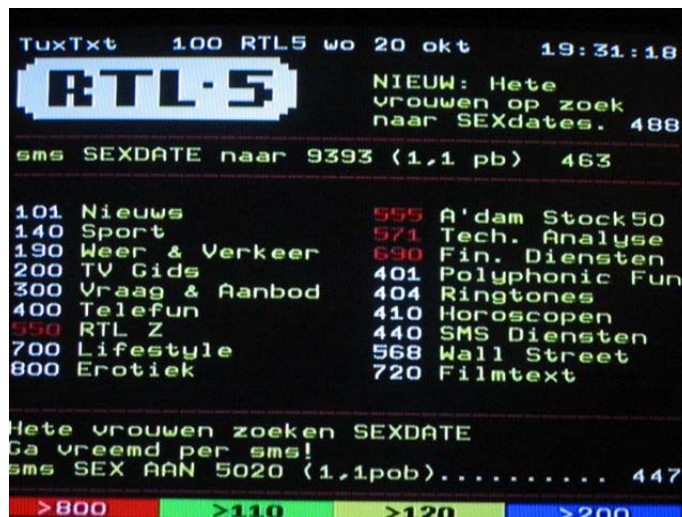 TuxTxt 100 RTL5 wo 20 okt 19:31:18
RTL·5
NIEUW: Hete
vrouwen op zoek
naar SEXdates. 488
sms SEXDATE naar 9393 (1,1 pb) 463
101 Nieuws
140 Sport
190 Weer & Verkeer
200 TV Gids
300 Vraag & Aanbod
400 Telefun
550 RTL Z
700 Lifestyle
800 Erotiek
555 A'dam Stock50
571 Tech. Analyse
690 Fin. Diensten
401 Polyphonic Fun
404 Ringtones
410 Horoscopen
440 SMS Diensten
568 Wall Street
720 Filmtext
Hete vrouwen zoeken SEXDATE
Ga vreemd per sms!
sms SEX AAN 5020 (1,1pob).......... 447
>800 >110 >120 >200